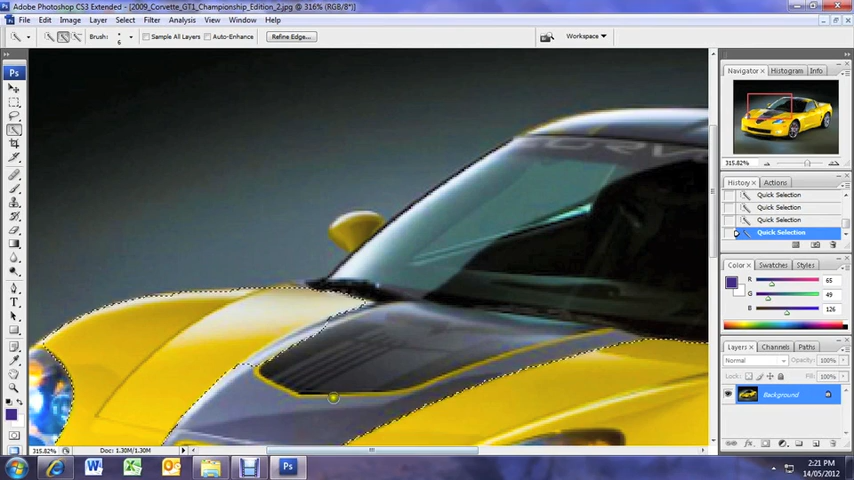 Adobe Photoshop CS3 Extended - [2009_Corvette_GT1_Championship_Edition_2.jpg @ 316% (RGB/8*)]
File Edit Image Layer Select Filter Analysis View Window Help
Brush: 6 Sample All Layers Auto-Enhance Refine Edge... Workspace
Ps
Navigator Histogram Info
315.82%
History Actions
Quick Selection
Quick Selection
Quick Selection
Quick Selection
Color Swatches Styles
R 65
G 49
B 126
Layers Channels Paths
Normal Opacity: 100%
Lock: Fill: 100%
Background
315.82% Doc: 1.30M/1.30M
2:21 PM
14/05/2012